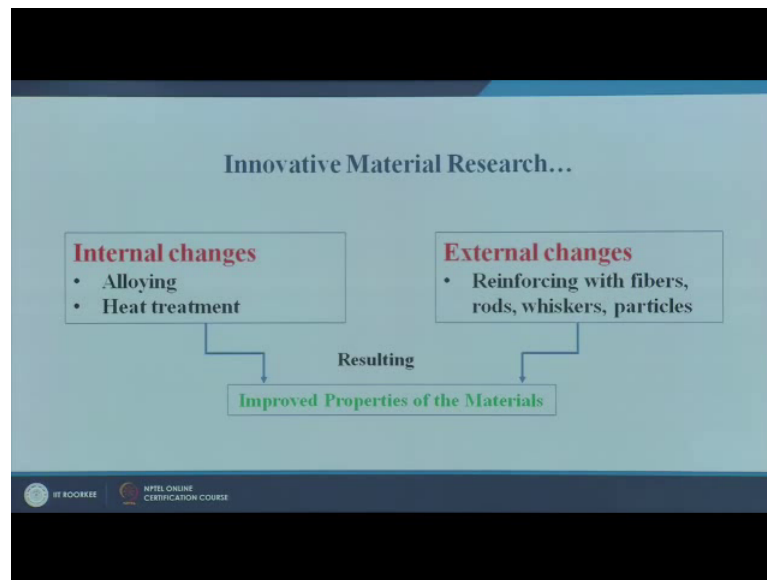 Innovative Material Research...
Internal changes
• Alloying
• Heat treatment
External changes
• Reinforcing with fibers,
rods, whiskers, particles
Resulting
Improved Properties of the Materials
IIT ROORKEE
NPTEL ONLINE
CERTIFICATION COURSE